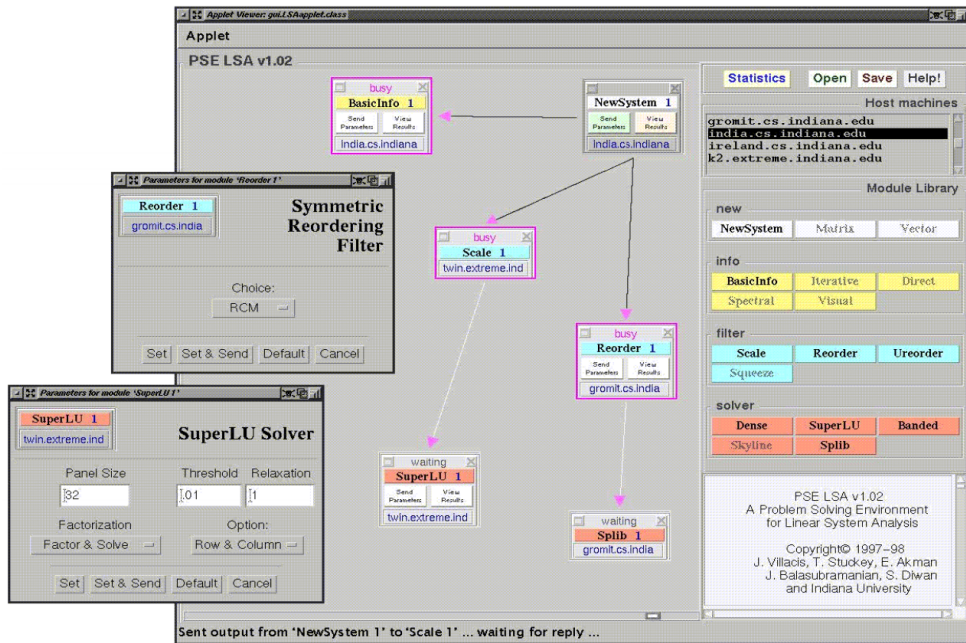 Applet Viewer: gui.LSAapplet.class
Applet
PSE LSA v1.02
busy
BasicInfo 1
Send Parameters View Results
india.cs.indiana
NewSystem 1
Send Parameters View Results
india.cs.indiana
busy
Scale 1
twin.extreme.ind
busy
Reorder 1
Send Parameters View Results
gromit.cs.india
waiting
SuperLU 1
Send Parameters View Results
twin.extreme.ind
waiting
Splib 1
gromit.cs.india
Parameters for module 'Reorder 1'
Reorder 1
gromit.cs.india
Symmetric
Reordering
Filter
Choice:
RCM
Set Set & Send Default Cancel
Parameters for module 'SuperLU 1'
SuperLU 1
twin.extreme.ind
SuperLU Solver
Panel Size Threshold Relaxation
32 .01 1
Factorization Option:
Factor & Solve Row & Column
Set Set & Send Default Cancel
Statistics Open Save Help!
Host machines
gromit.cs.indiana.edu
india.cs.indiana.edu
ireland.cs.indiana.edu
k2.extreme.indiana.edu
Module Library
new
NewSystem Matrix Vector
info
BasicInfo Iterative Direct
Spectral Visual
filter
Scale Reorder Ureorder
Squeeze
solver
Dense SuperLU Banded
Skyline Splib
PSE LSA v1.02
A Problem Solving Environment
for Linear System Analysis
Copyright© 1997-98
J. Villacis, T. Stuckey, E. Akman
J. Balasubramanian, S. Diwan
and Indiana University
Sent output from 'NewSystem 1' to 'Scale 1' ... waiting for reply ...